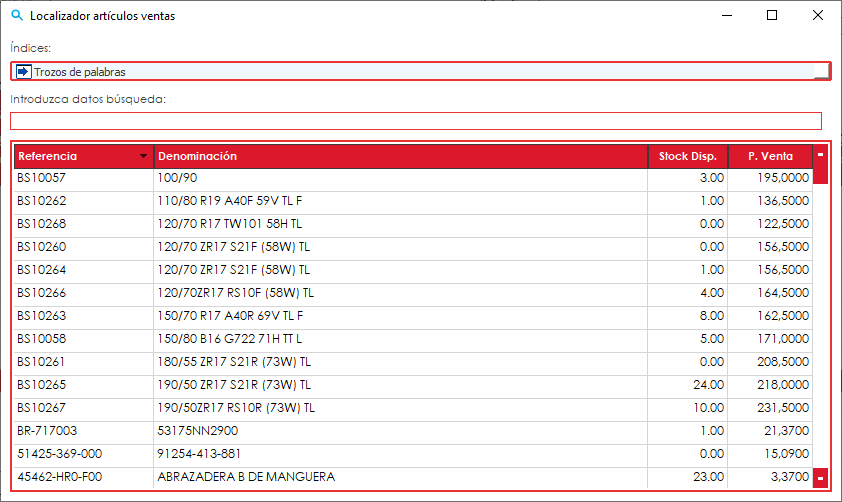 Localizador artículos ventas
Índices:
Trozos de palabras
Introduzca datos búsqueda:
Referencia Denominación Stock Disp. P. Venta
BS10057 100/90 3.00 195,0000
BS10262 110/80 R19 A40F 59V TL F 1.00 136,5000
BS10268 120/70 R17 TW101 58H TL 0.00 122,5000
BS10260 120/70 ZR17 S21F (58W) TL 0.00 156,5000
BS10264 120/70 ZR17 S21F (58W) TL 1.00 156,5000
BS10266 120/70ZR17 RS10F (58W) TL 4.00 164,5000
BS10263 150/70 R17 A40R 69V TL F 8.00 162,5000
BS10058 150/80 B16 G722 71H TT L 5.00 171,0000
BS10261 180/55 ZR17 S21R (73W) TL 0.00 208,5000
BS10265 190/50 ZR17 S21R (73W) TL 24.00 218,0000
BS10267 190/50ZR17 RS10R (73W) TL 10.00 231,5000
BR-717003 53175NN2900 1.00 21,3700
51425-369-000 91254-413-881 0.00 15,0900
45462-HR0-F00 ABRAZADERA B DE MANGUERA 23.00 3,3700